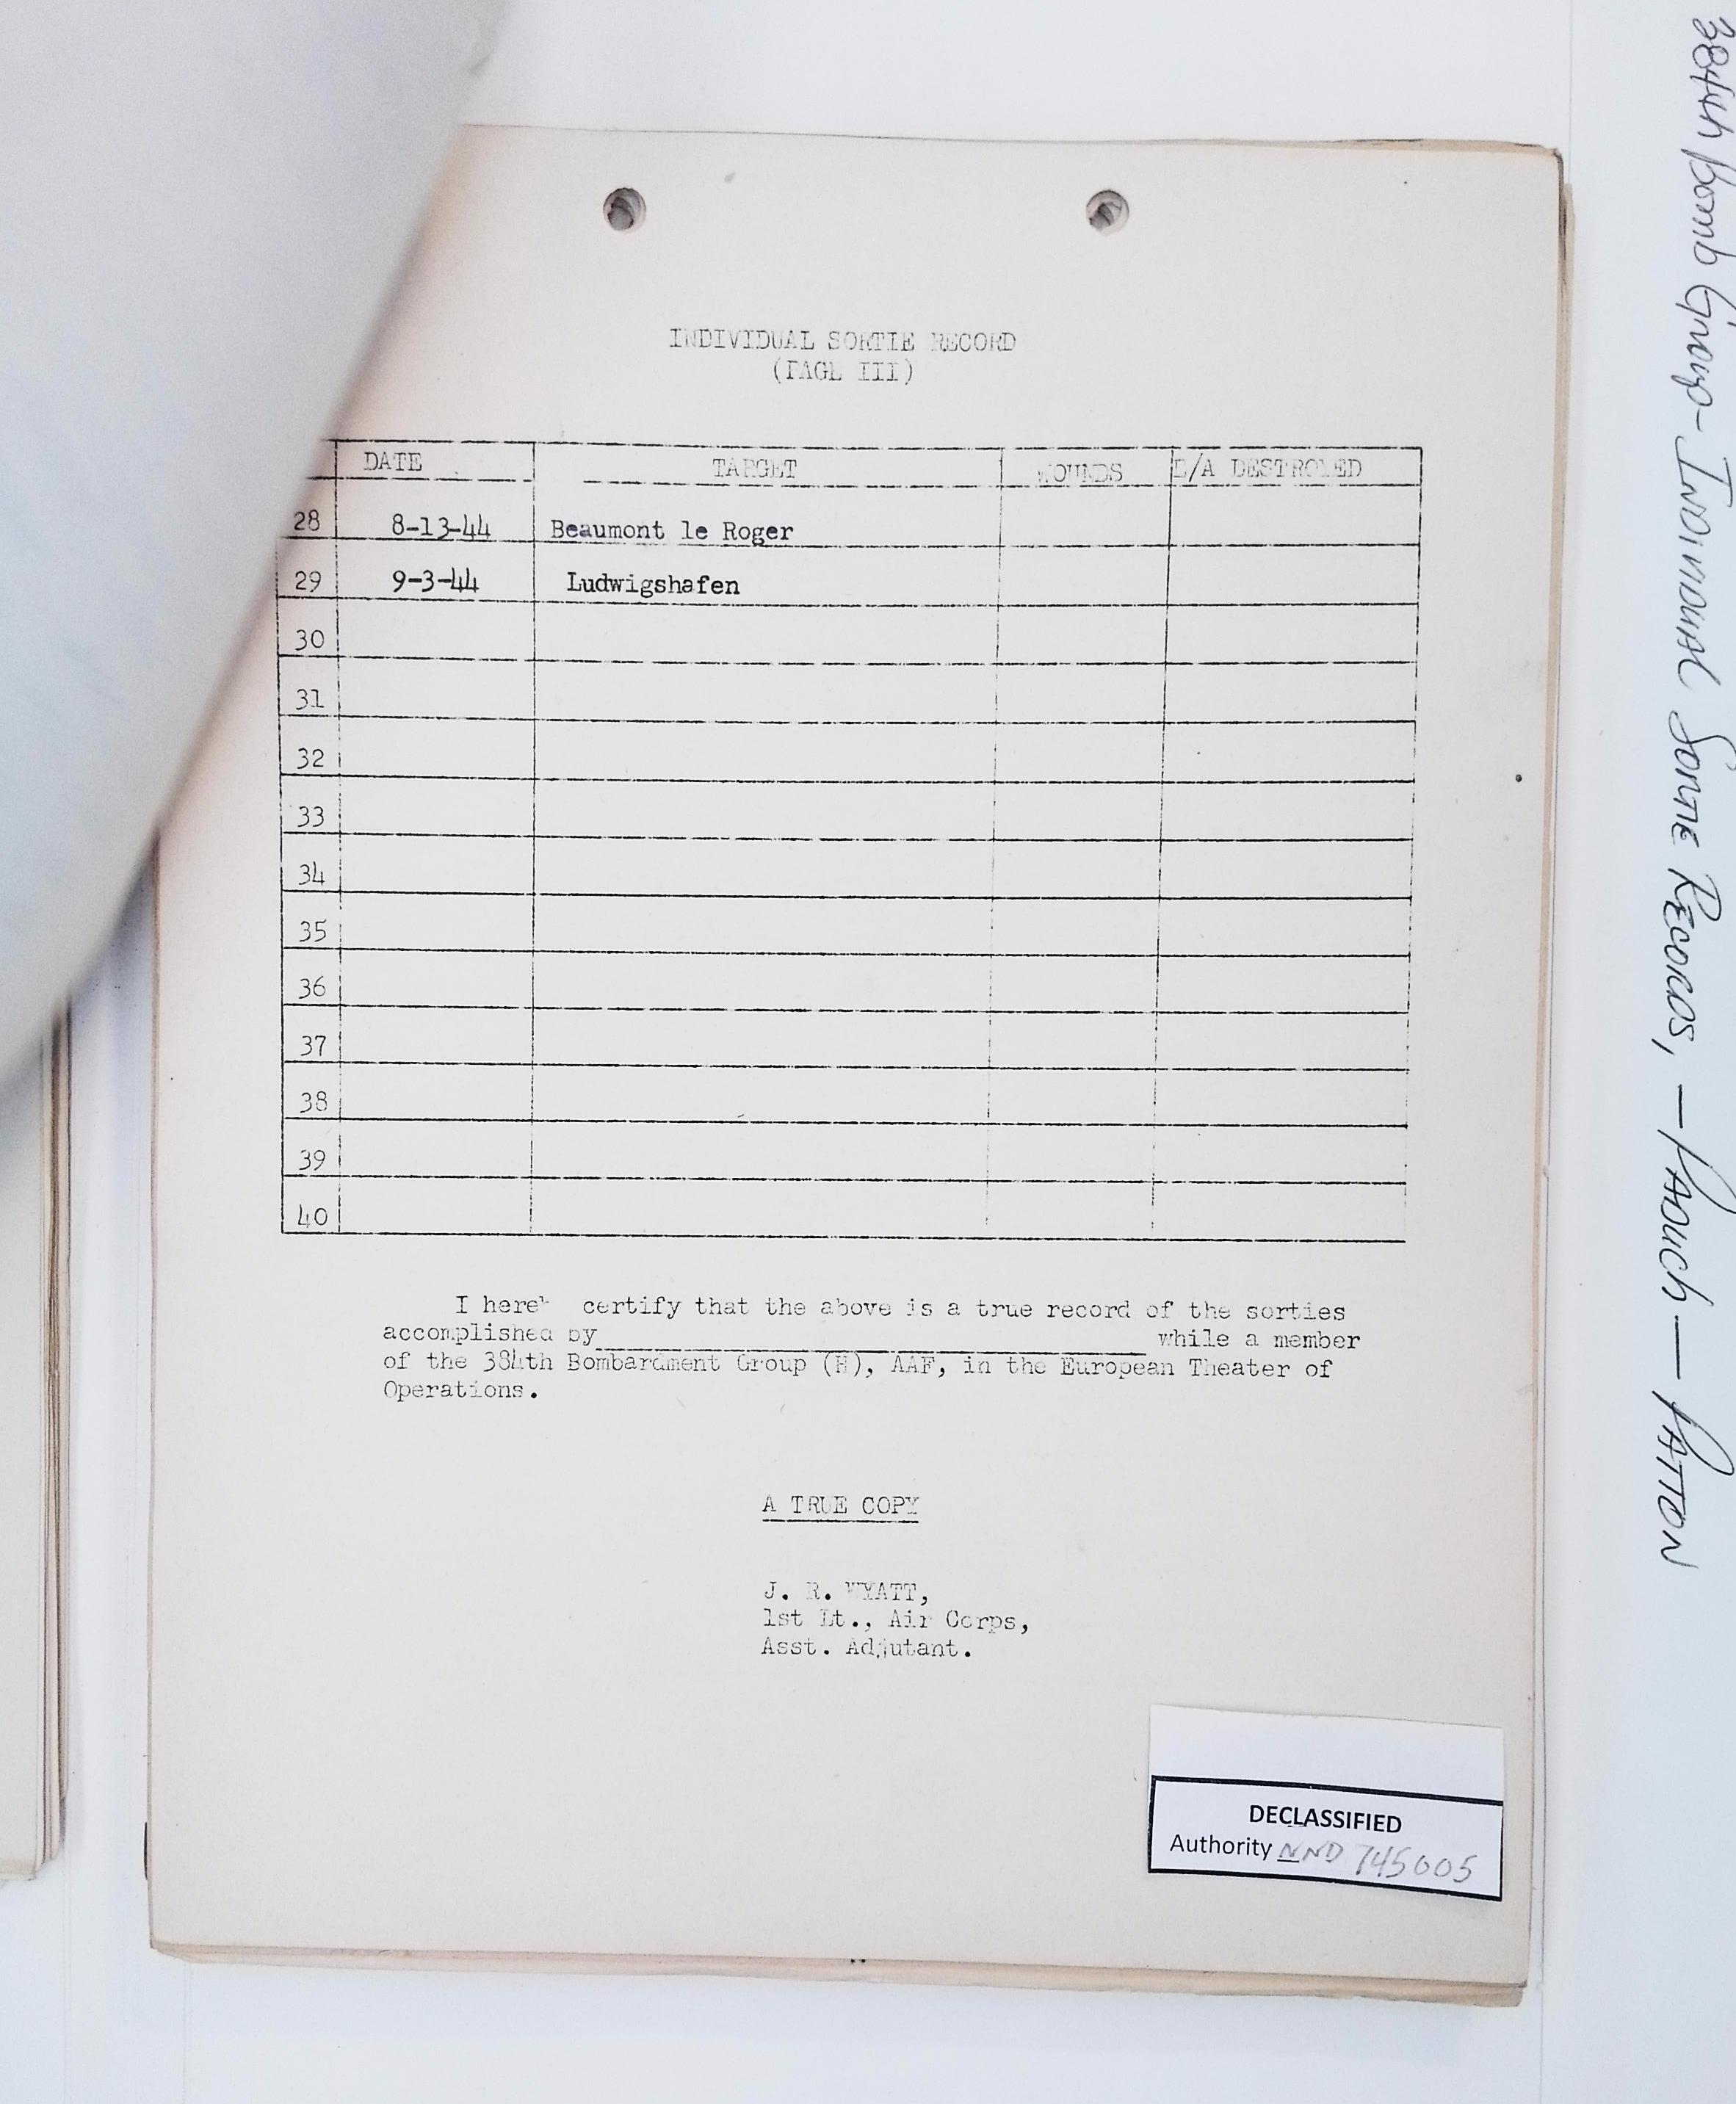 INDIVIDUAL SORTIE RECORD
(PAGE III)
DATE TARGET WOUNDS E/A DESTROYED
28 8-13-44 Beaumont le Roger
29 9-3-44 Ludwigshafen
30
31
32
33
34
35
36
37
38
39
40
I hereb certify that the above is a true record of the sorties
accomplished by while a member
of the 384th Bombardment Group (H), AAF, in the European Theater of
Operations.
A TRUE COPY
J. R. WYATT,
1st Lt., Air Corps,
Asst. Adjutant.
DECLASSIFIED
Authority NND 745005
384th Bomb Group - Individual Sortie Records, - Paduch - Patton